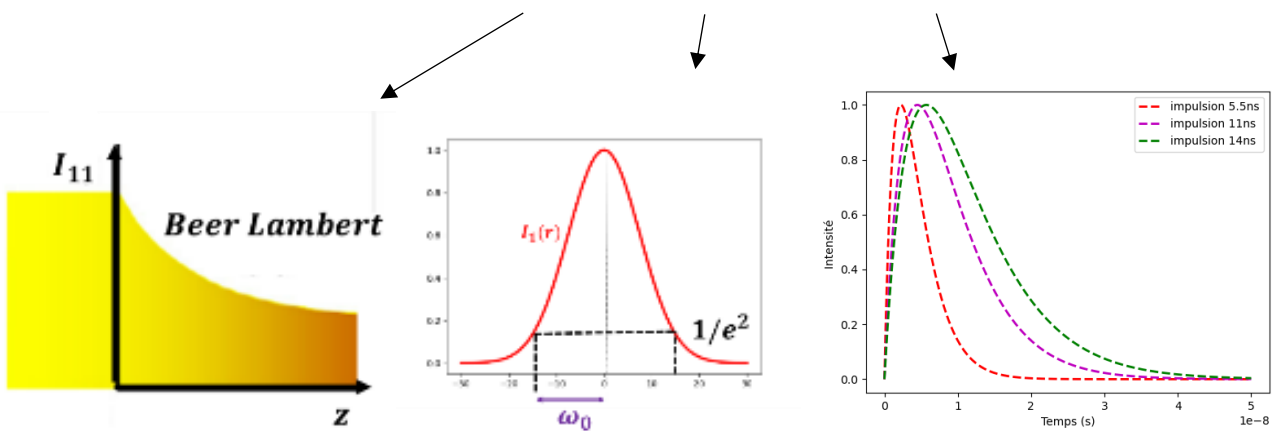 I₁₁
Beer Lambert
z
1.0
0.8
0.6
0.4
0.2
0.0
I₁(r)
1/e²
-30
-20
-10
0
10
20
30
ω₀
impulsion 5.5ns
impulsion 11ns
impulsion 14ns
Intensité
1.0
0.8
0.6
0.4
0.2
0.0
0
1
2
3
4
5
1e−8
Temps (s)